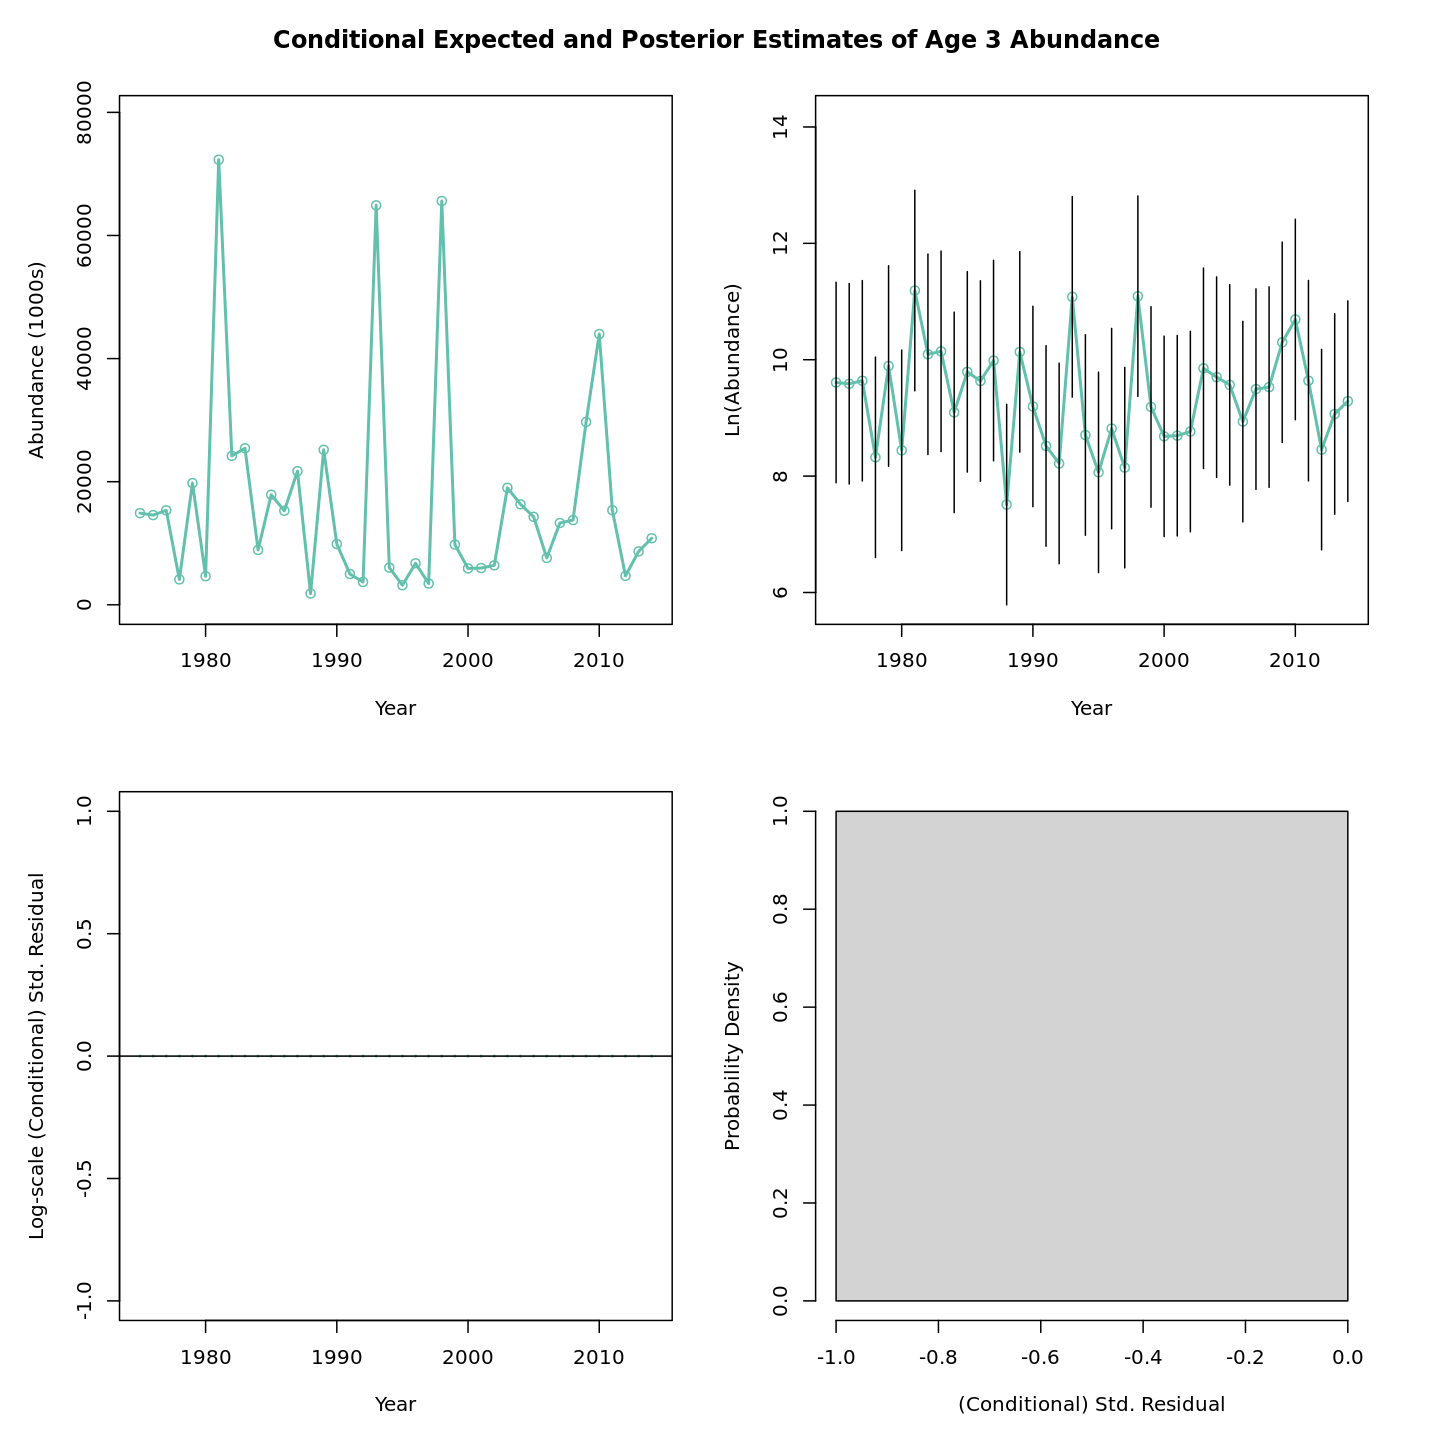 Conditional Expected and Posterior Estimates of Age 3 Abundance
Abundance (1000s)
80000
60000
40000
20000
0
1980 1990 2000 2010
Year
Ln(Abundance)
14
12
10
8
6
1980 1990 2000 2010
Year
Log-scale (Conditional) Std. Residual
1.0
0.5
0.0
-0.5
-1.0
1980 1990 2000 2010
Year
Probability Density
1.0
0.8
0.6
0.4
0.2
0.0
-1.0 -0.8 -0.6 -0.4 -0.2 0.0
(Conditional) Std. Residual